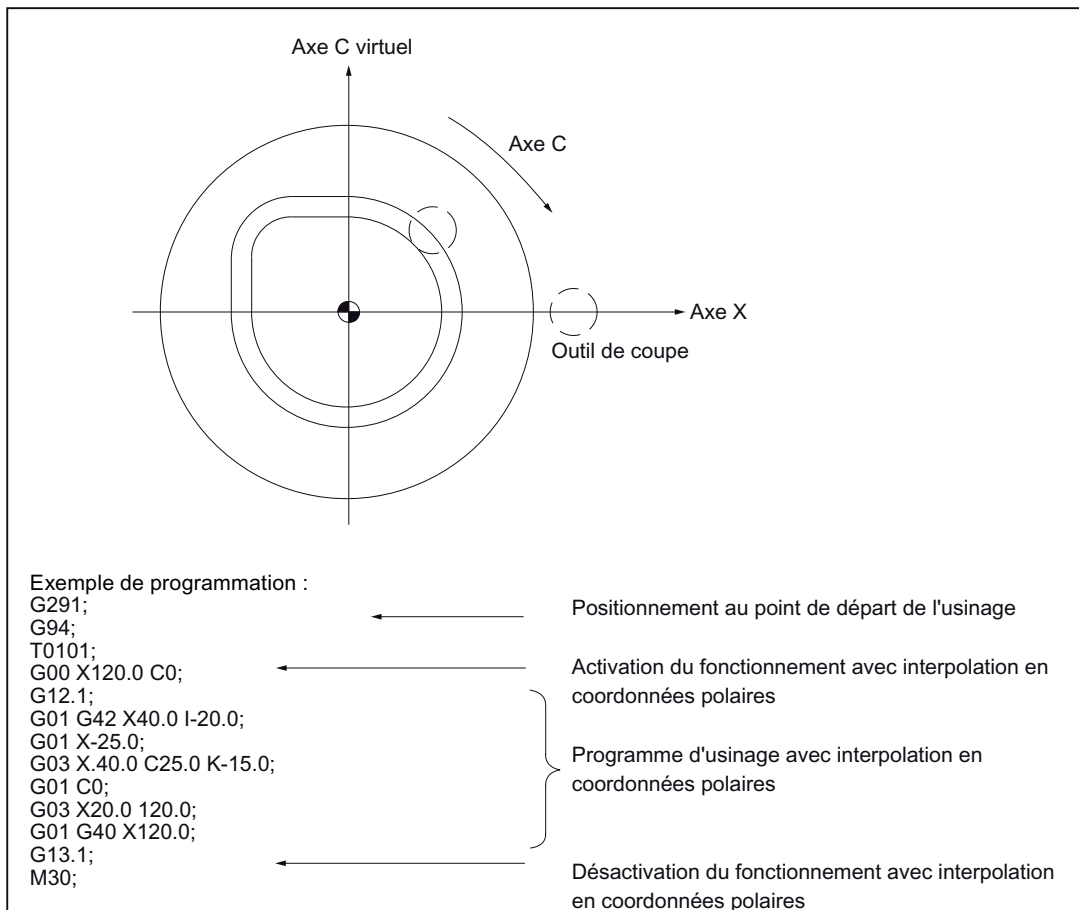 Axe C virtuel
Axe C
Axe X
Outil de coupe
Exemple de programmation :
G291;
G94;
T0101;
G00 X120.0 C0;
G12.1;
G01 G42 X40.0 I-20.0;
G01 X-25.0;
G03 X.40.0 C25.0 K-15.0;
G01 C0;
G03 X20.0 120.0;
G01 G40 X120.0;
G13.1;
M30;
Positionnement au point de départ de l'usinage
Activation du fonctionnement avec interpolation en
coordonnées polaires
Programme d'usinage avec interpolation en
coordonnées polaires
Désactivation du fonctionnement avec interpolation
en coordonnées polaires